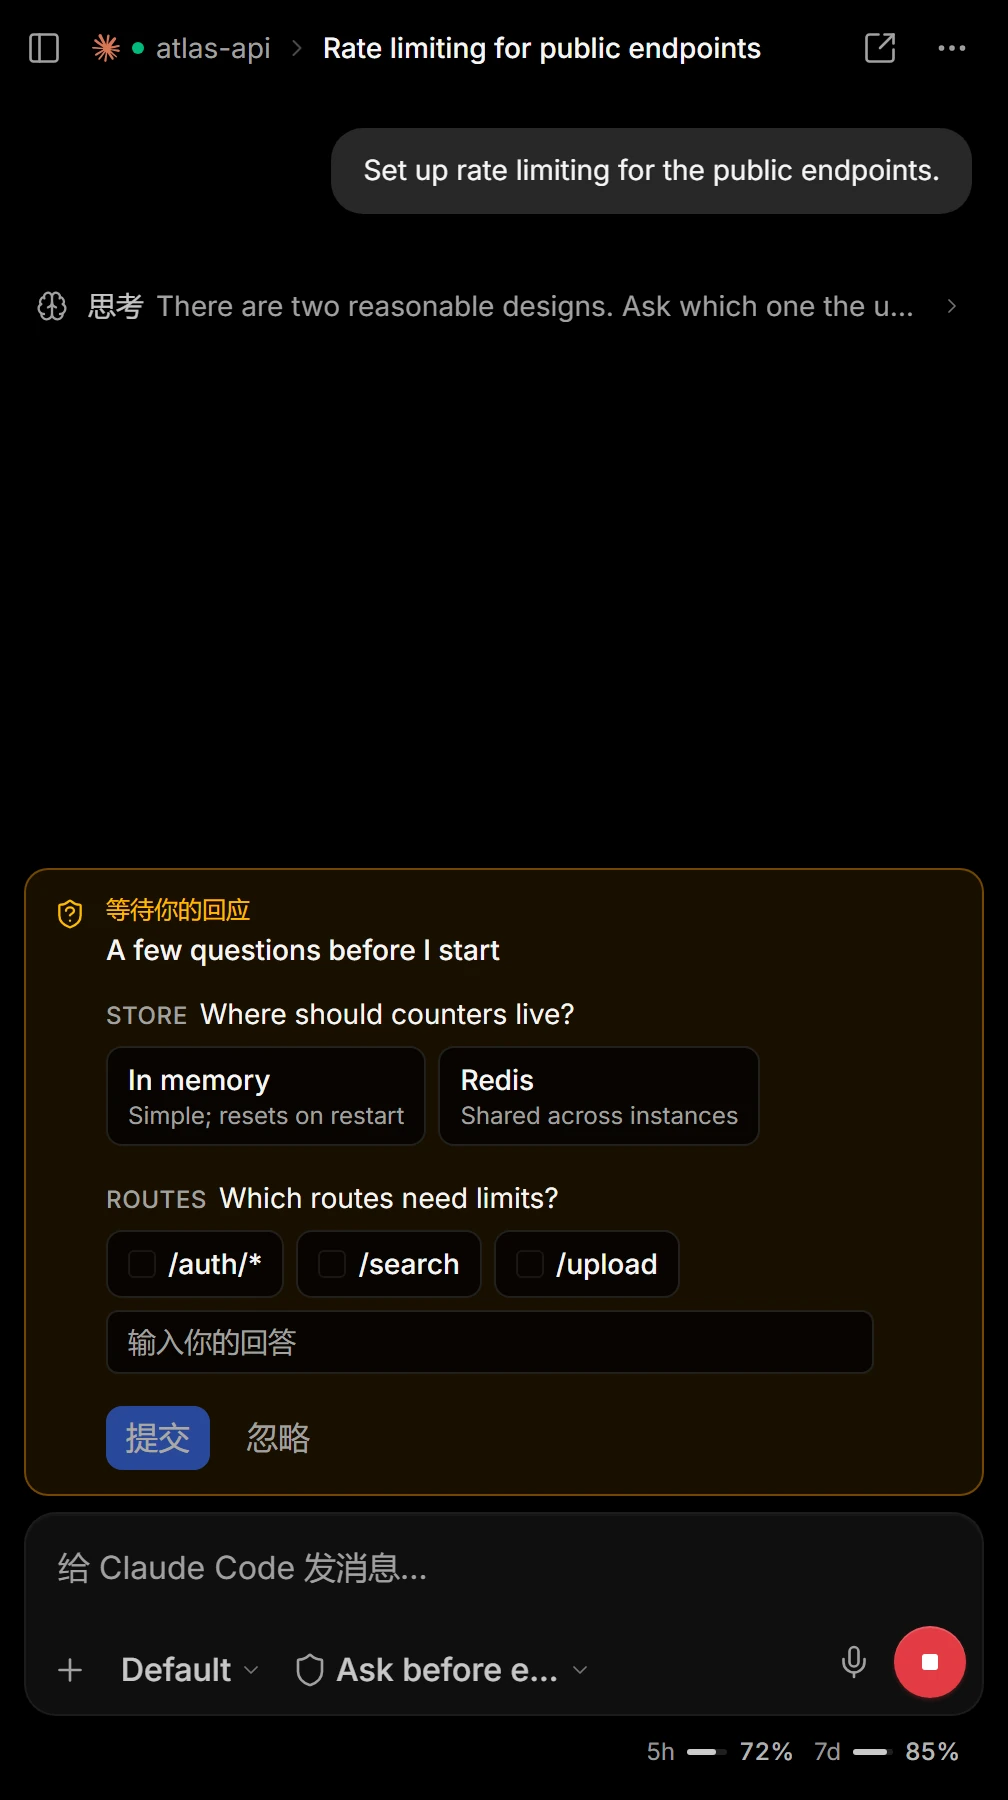 atlas-api > Rate limiting for public endpoints
Set up rate limiting for the public endpoints.
思考 There are two reasonable designs. Ask which one the u...
等待你的回应
A few questions before I start
STORE Where should counters live?
In memory
Simple; resets on restart
Redis
Shared across instances
ROUTES Which routes need limits?
/auth/*
/search
/upload
输入你的回答
提交
忽略
给 Claude Code 发消息...
Default
Ask before e...
5h 72% 7d 85%